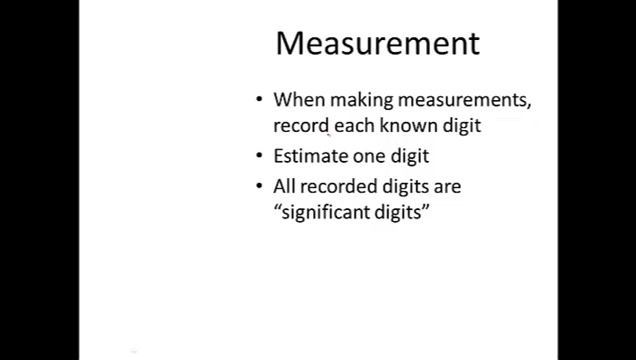 Measurement
• When making measurements,
record each known digit
• Estimate one digit
• All recorded digits are
“significant digits”